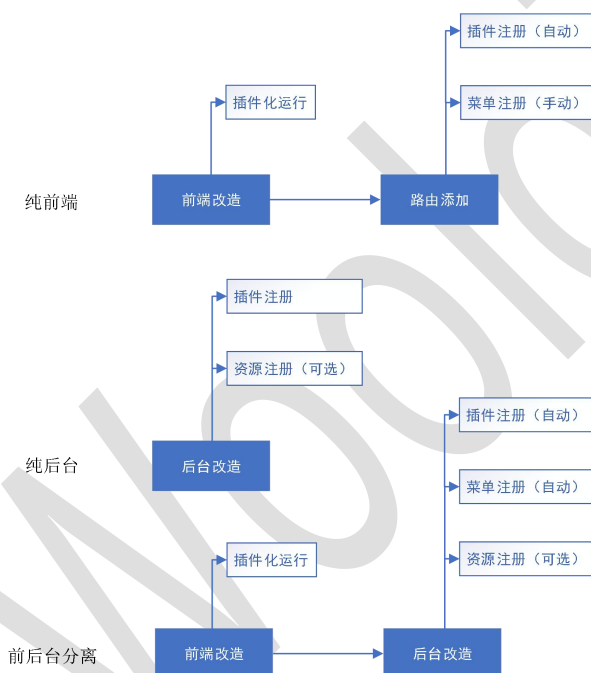 插件注册（自动）
插件化运行
菜单注册（手动）
纯前端
前端改造
路由添加
插件注册
资源注册（可选）
插件注册（自动）
纯后台
后台改造
菜单注册（自动）
插件化运行
资源注册（可选）
前后台分离
前端改造
后台改造